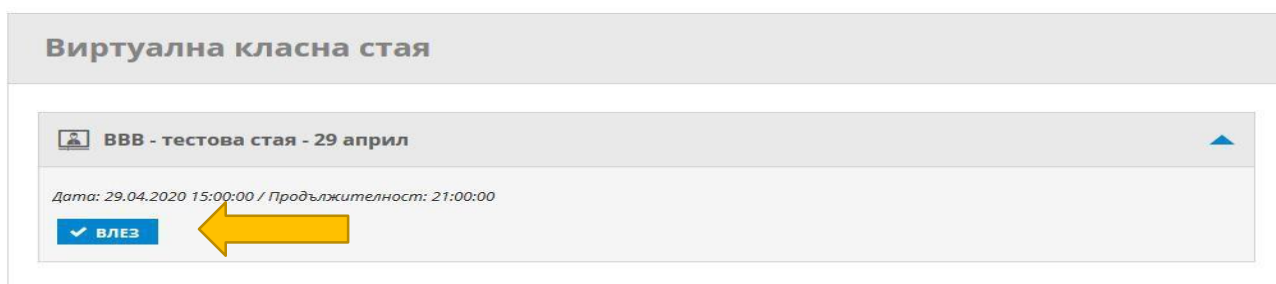 Виртуална класна стая
BBB - тестова стая - 29 април
Дата: 29.04.2020 15:00:00 / Продължителност: 21:00:00
ВЛЕЗ